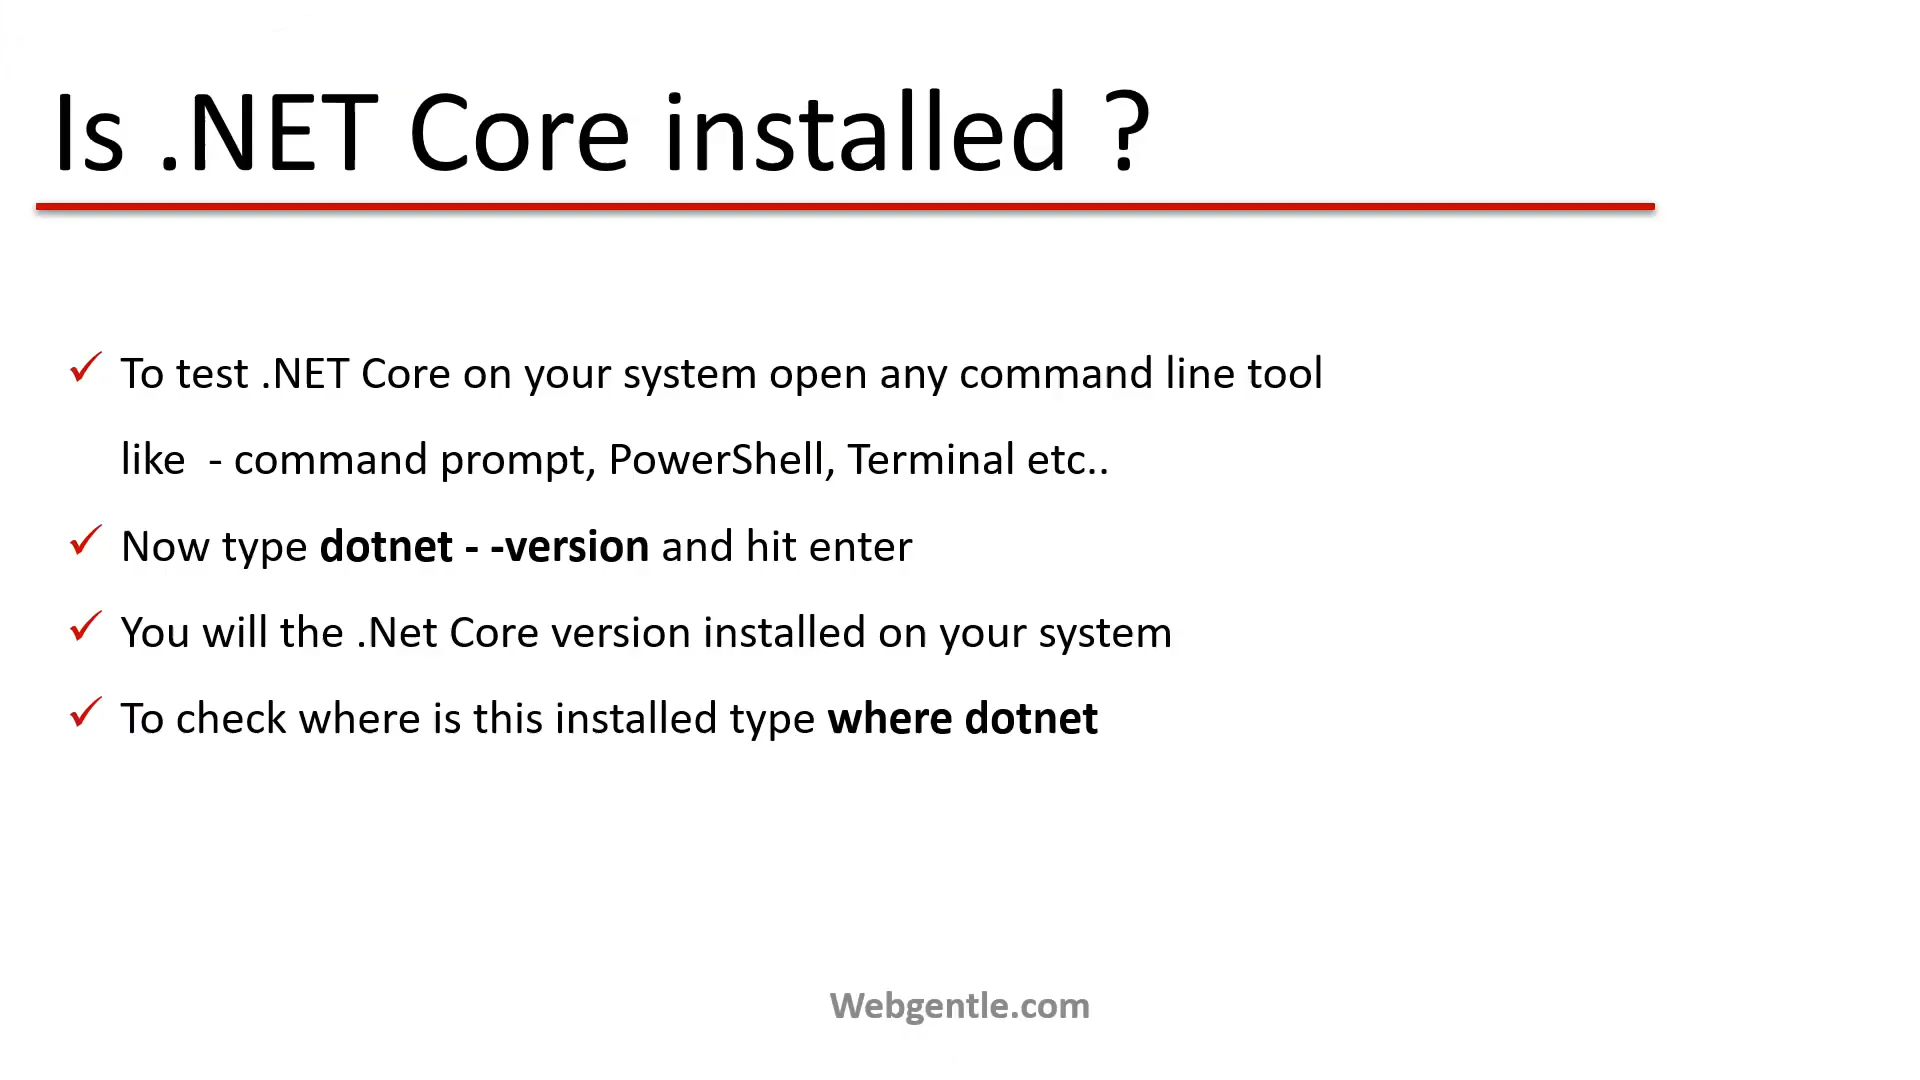 Is .NET Core installed ?
✓ To test .NET Core on your system open any command line tool
like - command prompt, PowerShell, Terminal etc..
✓ Now type dotnet - -version and hit enter
✓ You will the .Net Core version installed on your system
✓ To check where is this installed type where dotnet
Webgentle.com